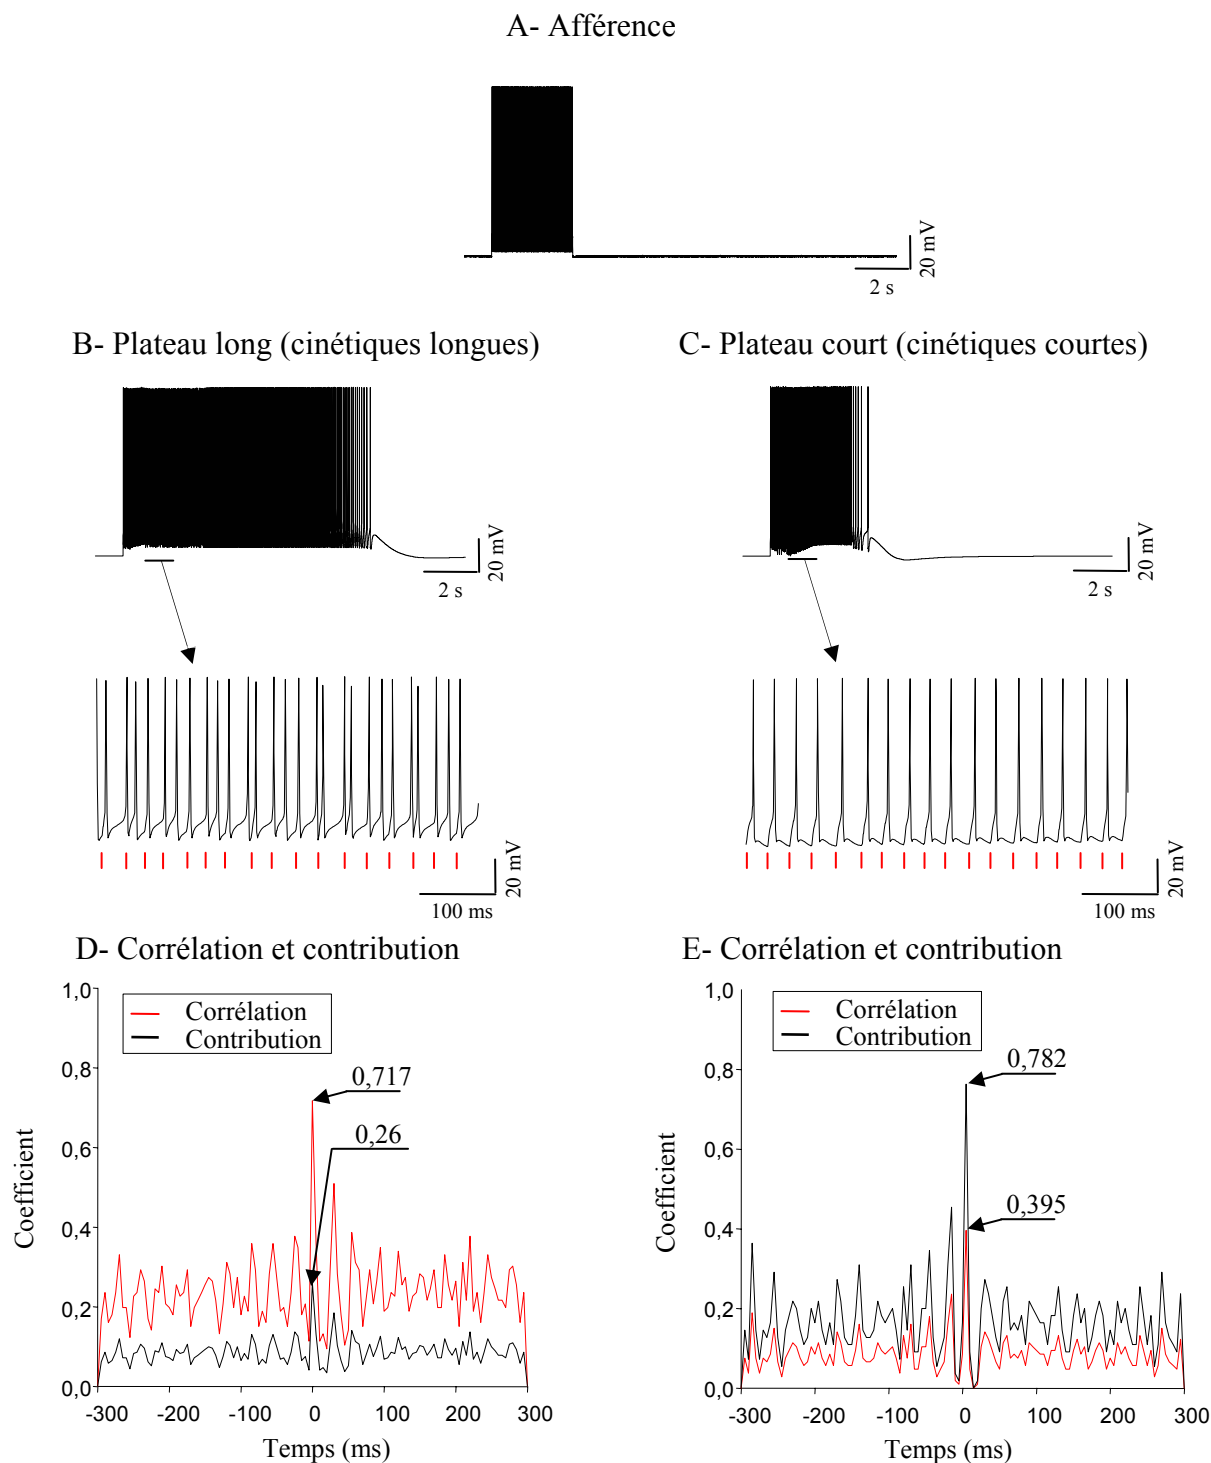 A- Afférence
20 mV
2 s
B- Plateau long (cinétiques longues)
C- Plateau court (cinétiques courtes)
20 mV
2 s
20 mV
2 s
20 mV
100 ms
20 mV
100 ms
D- Corrélation et contribution
E- Corrélation et contribution
1,0
0,8
0,6
0,4
0,2
0,0
Coefficient
Corrélation
Contribution
0,717
0,26
-300
-200
-100
0
100
200
300
Temps (ms)
1,0
0,8
0,6
0,4
0,2
0,0
Coefficient
Corrélation
Contribution
0,782
0,395
-300
-200
-100
0
100
200
300
Temps (ms)